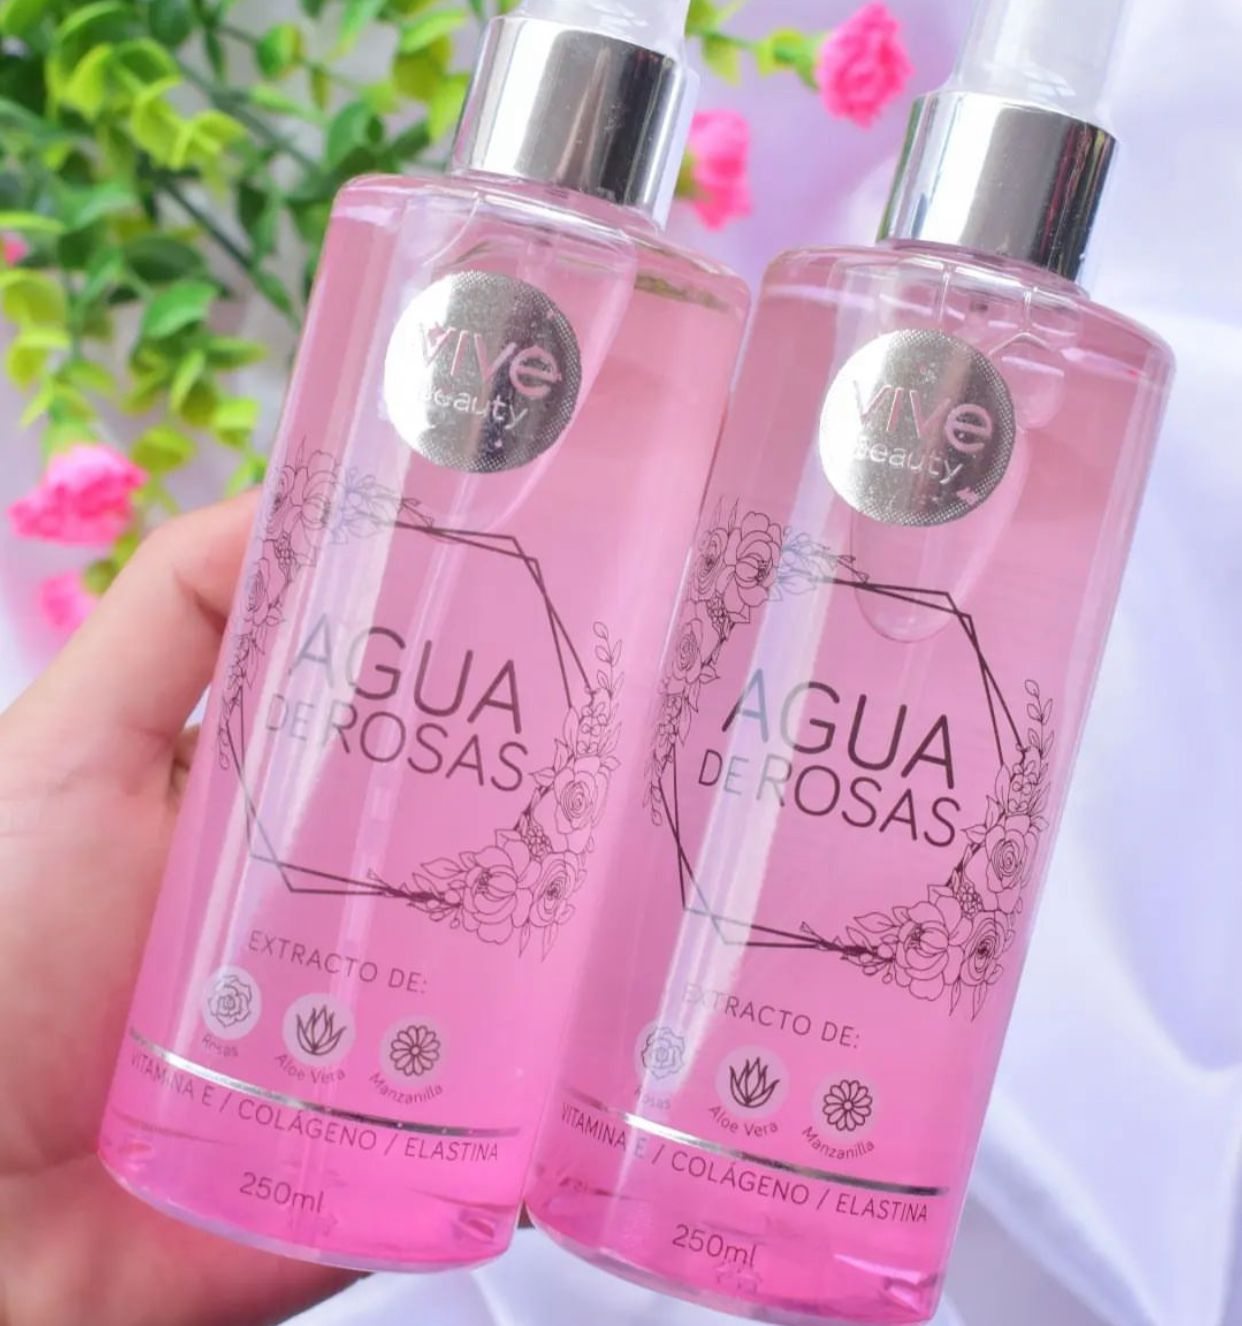 vive
Beauty
AGUA
DE ROSAS
EXTRACTO DE:
Rosas
Aloe Vera
Manzanilla
VITAMINA E / COLÁGENO / ELASTINA
250ml
vive
Beauty
AGUA
DE ROSAS
EXTRACTO DE:
Rosas
Aloe Vera
Manzanilla
VITAMINA E / COLÁGENO / ELASTINA
250ml